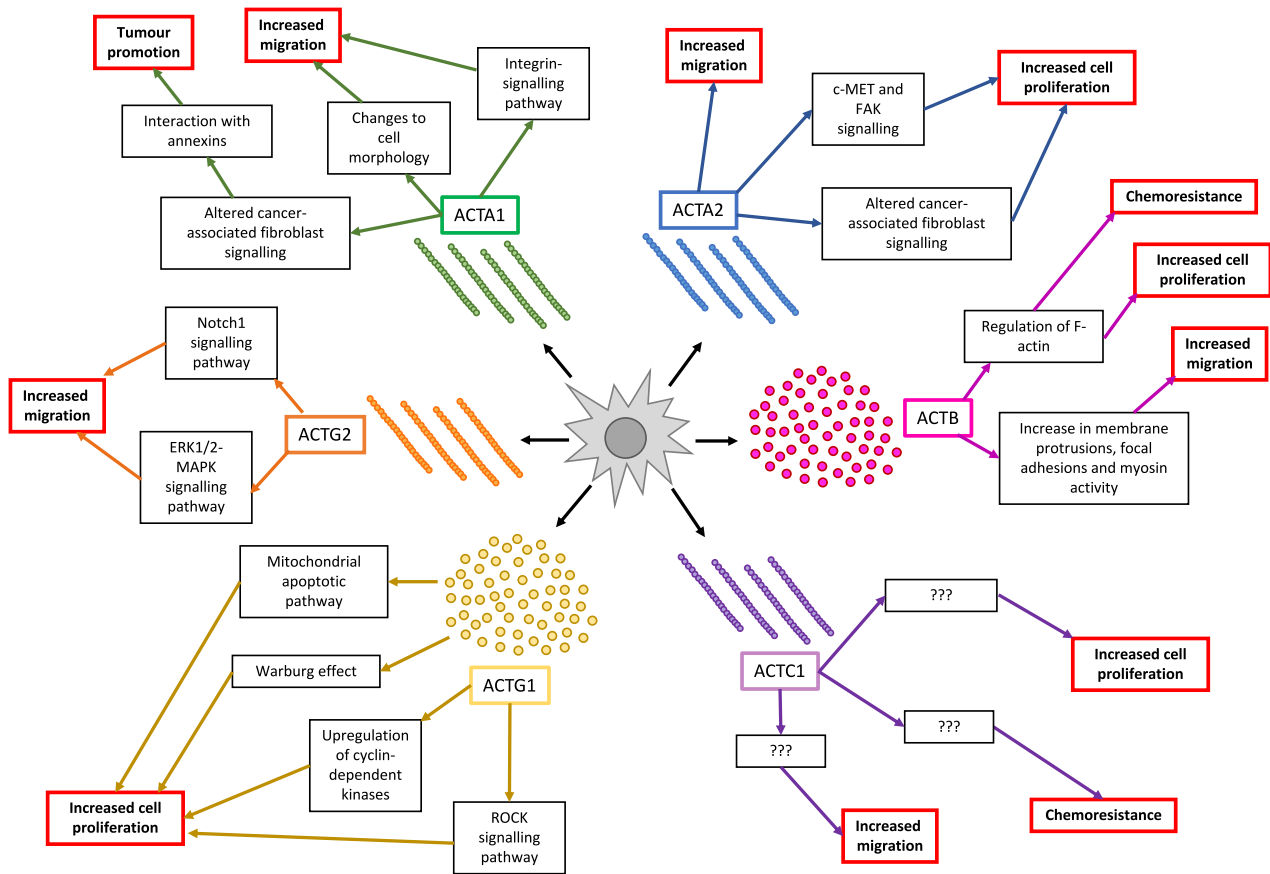 Tumour
promotion
Increased
migration
Integrin-
signalling
pathway
Interaction with
annexins
Changes to
cell
morphology
Altered cancer-
associated fibroblast
signalling
ACTA1
Increased
migration
c-MET and
FAK
signalling
Increased cell
proliferation
ACTA2
Altered cancer-
associated fibroblast
signalling
Chemoresistance
Increased cell
proliferation
Regulation of F-
actin
Increased
migration
ACTB
Increase in membrane
protrusions, focal
adhesions and myosin
activity
Notch1
signalling
pathway
Increased
migration
ACTG2
ERK1/2-
MAPK
signalling
pathway
Mitochondrial
apoptotic
pathway
Warburg effect
ACTG1
Upregulation
of cyclin-
dependent
kinases
Increased cell
proliferation
ROCK
signalling
pathway
???
Increased cell
proliferation
ACTC1
???
???
Chemoresistance
Increased
migration